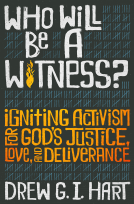 WHO WILL
Be A
WiTNESS?
iGNiTiNG ACTiViSM
FOR GOD'S JUSTiCE,
LOVE, AND DELiVERANCE
DREW G. I. HART